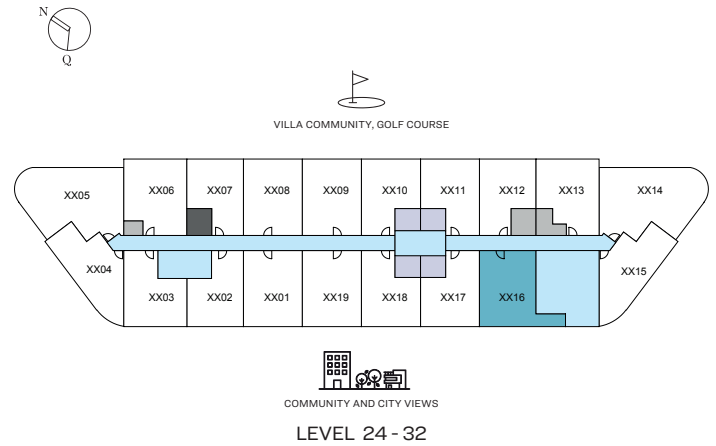 N
Q
VILLA COMMUNITY, GOLF COURSE
XX05 XX06 XX07 XX08 XX09 XX10 XX11 XX12 XX13 XX14
XX04 XX03 XX02 XX01 XX19 XX18 XX17 XX16 XX15
COMMUNITY AND CITY VIEWS
LEVEL 24 - 32